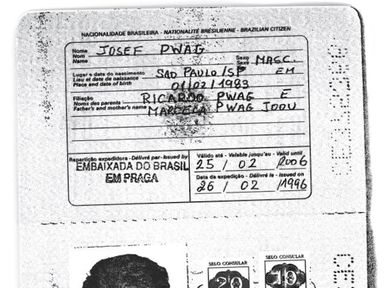 NACIONALIDADE BRASILEIRA - NATIONALITÉ BRÉSILIENNE - BRAZILIAN CITIZEN
Nome
Nom
Name
JOSEF PWAG
Sexo
MASC.
Lugar e data do nascimento
Lieu et date de naissance
Place and date of birth
SAO PAULO/SP EM
01/02/1983
Filiação
Noms des parents
Father's and mother's name
RICARDO PWAG E
MARCELA PWAG
Repartição expedidora - Délivré par - Issued by
EMBAIXADA DO BRASIL
EM PRAGA
Válido até - Valable jusqu'au - Valid until
25 / 02 / 2006
Data da expedição - Délivré le - Issued on
26 / 02 / 1996
SELO CONSULAR
20
SELO CONSULAR
10